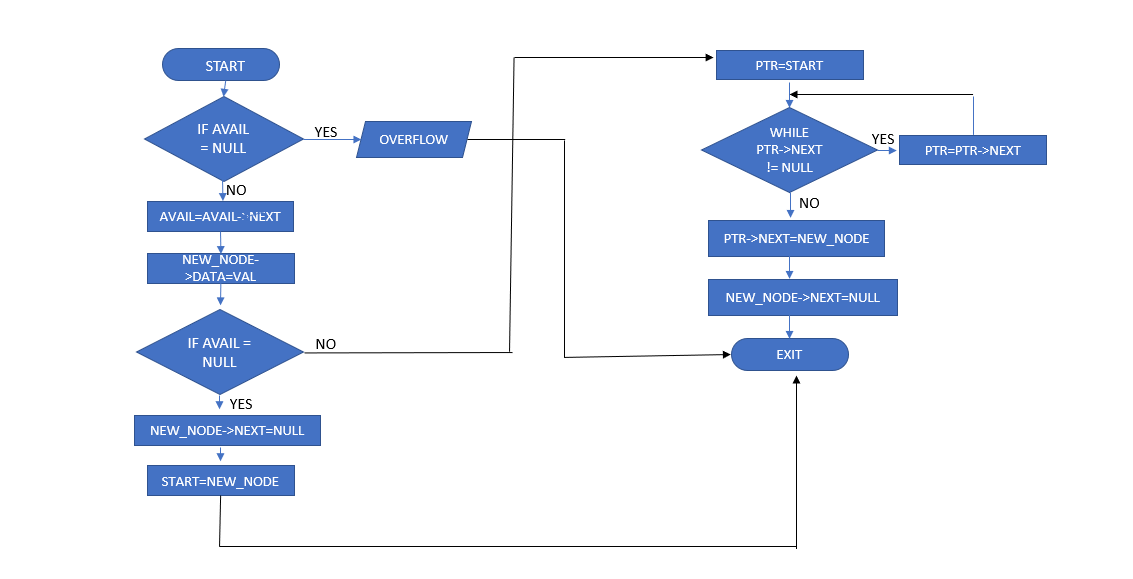 START
IF AVAIL
= NULL
YES
OVERFLOW
NO
AVAIL=AVAIL->NEXT
NEW_NODE-
>DATA=VAL
IF AVAIL =
NULL
NO
YES
NEW_NODE->NEXT=NULL
START=NEW_NODE
PTR=START
WHILE
PTR->NEXT
!= NULL
YES
PTR=PTR->NEXT
NO
PTR->NEXT=NEW_NODE
NEW_NODE->NEXT=NULL
EXIT